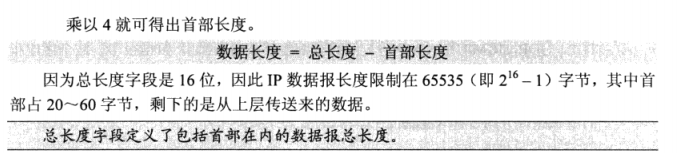 乘以 4 就可得出首部长度。
数据长度 = 总长度 – 首部长度
因为总长度字段是 16 位，因此 IP 数据报长度限制在 65535（即 2¹⁶ – 1）字节，其中首
部占 20～60 字节，剩下的是从上层传送来的数据。
总长度字段定义了包括首部在内的数据报总长度。